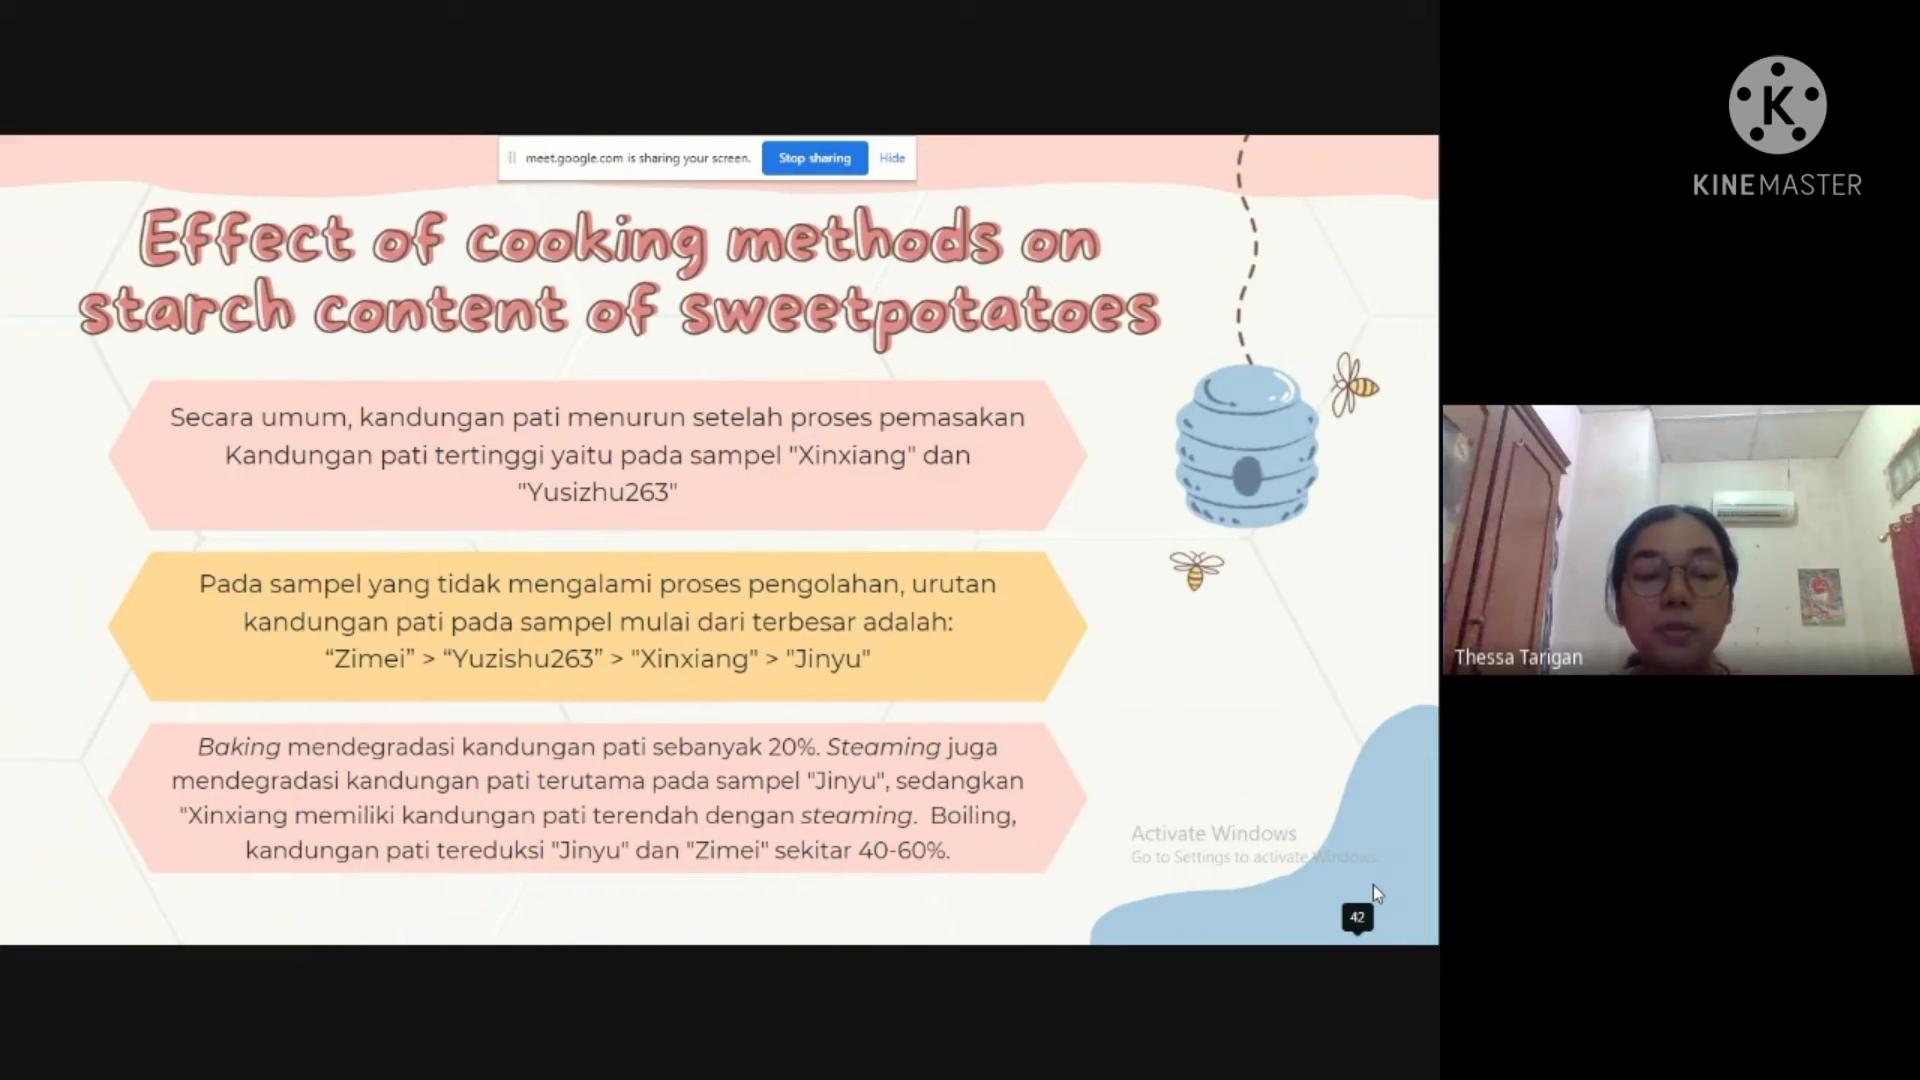 meet.google.com is sharing your screen.
Stop sharing
Hide
Effect of cooking methods on
starch content of sweetpotatoes
Secara umum, kandungan pati menurun setelah proses pemasakan
Kandungan pati tertinggi yaitu pada sampel "Xinxiang" dan
"Yusizhu263"
Pada sampel yang tidak mengalami proses pengolahan, urutan
kandungan pati pada sampel mulai dari terbesar adalah:
“Zimei” > “Yuzishu263” > "Xinxiang" > "Jinyu"
Baking mendegradasi kandungan pati sebanyak 20%. Steaming juga
mendegradasi kandungan pati terutama pada sampel "Jinyu", sedangkan
"Xinxiang memiliki kandungan pati terendah dengan steaming. Boiling,
kandungan pati tereduksi "Jinyu" dan "Zimei" sekitar 40-60%.
Activate Windows
Go to Settings to activate Windows.
42
K
KINEMASTER
Thessa Tarigan